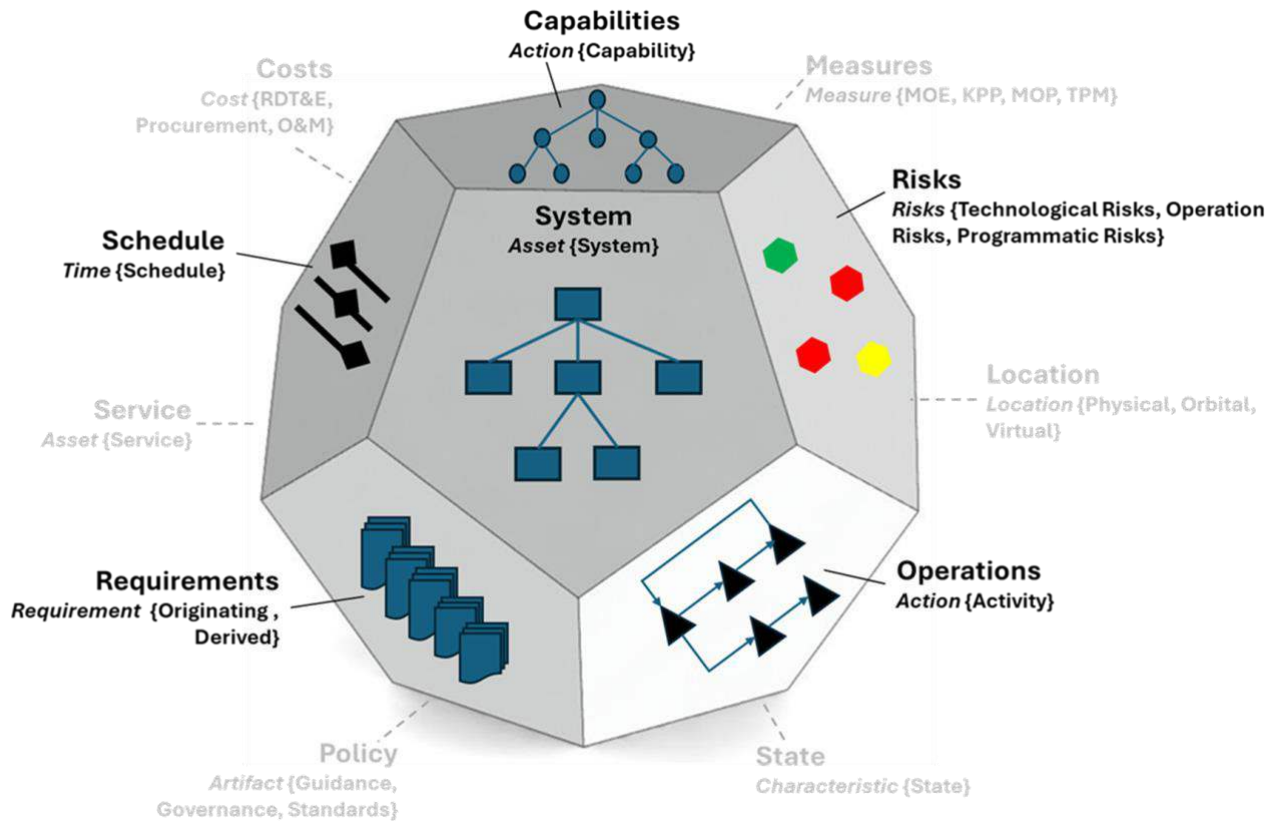 Capabilities
Action {Capability}
Costs
Cost {RDT&E,
Procurement, O&M}
Measures
Measure {MOE, KPP, MOP, TPM}
Risks
Risks {Technological Risks, Operation
Risks, Programmatic Risks}
System
Asset {System}
Schedule
Time {Schedule}
Location
Location {Physical, Orbital,
Virtual}
Service
Asset {Service}
Requirements
Requirement {Originating ,
Derived}
Operations
Action {Activity}
Policy
Artifact {Guidance,
Governance, Standards}
State
Characteristic {State}